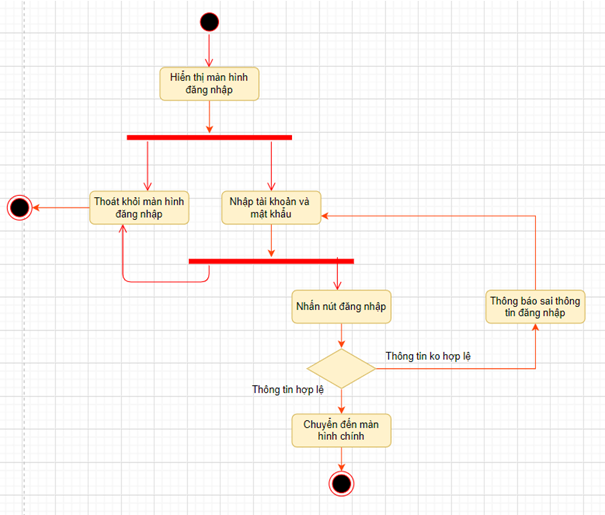 Hiển thị màn hình
đăng nhập
Thoát khỏi màn hình
đăng nhập
Nhập tài khoản và
mật khẩu
Nhấn nút đăng nhập
Thông báo sai thông
tin đăng nhập
Thông tin ko hợp lệ
Thông tin hợp lệ
Chuyển đến màn
hình chính